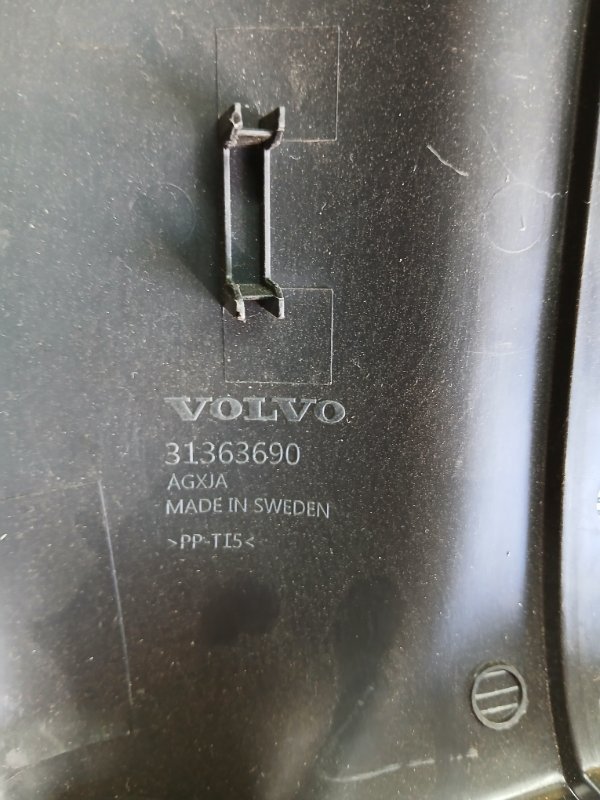 VOLVO
31363690
AGXJA
MADE IN SWEDEN
>PP-TI5<